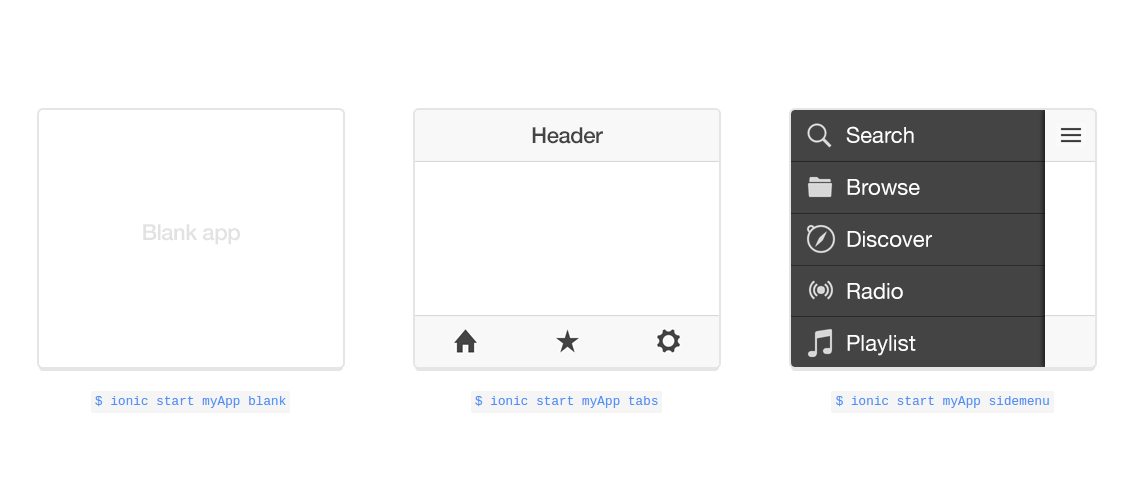 Blank app
$ ionic start myApp blank
Header
$ ionic start myApp tabs
Search
Browse
Discover
Radio
Playlist
$ ionic start myApp sidemenu